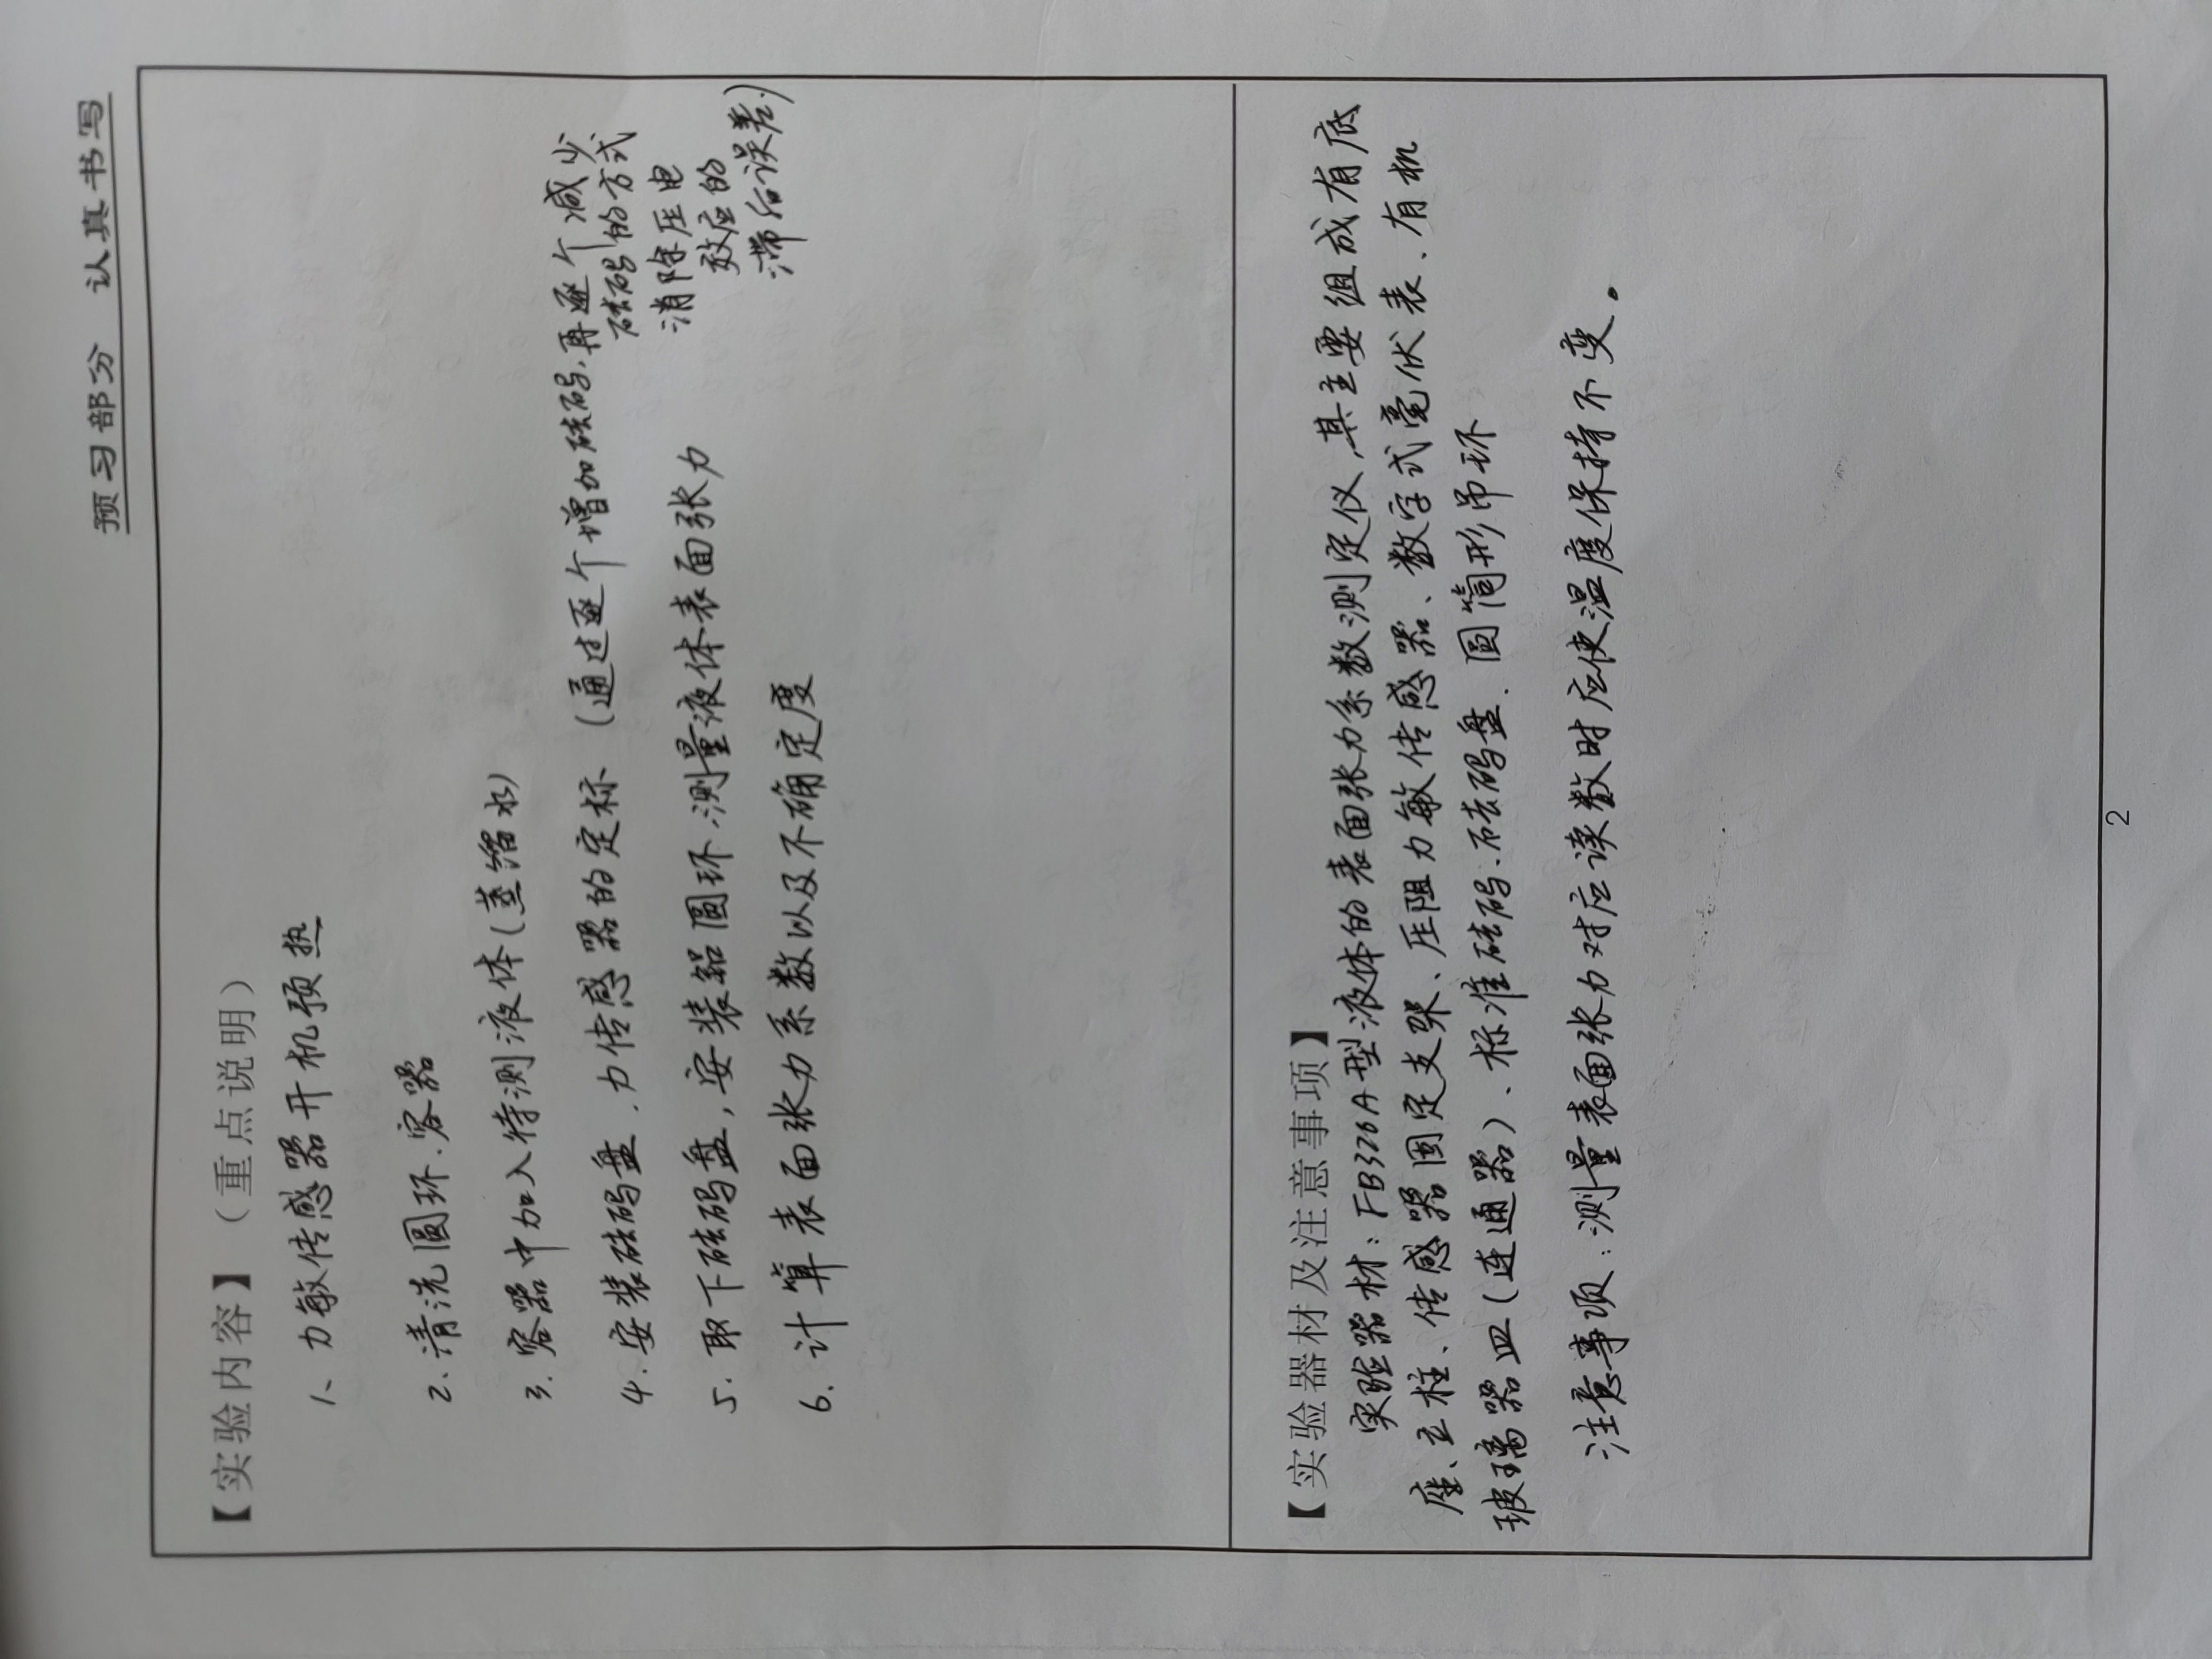 预习部分 认真书写
【实验内容】（重点说明）
1、力敏传感器开机预热
2、清洗圆环、容器
3、容器中加入待测液体（蒸馏水）
4、安装砝码盘、力传感器的定标（通过逐个增加砝码，再逐个减少
砝码的方式
消除压电
效应的
滞后误差）
5、取下砝码盘，安装铝圆环、测量液体表面张力
6、计算表面张力系数以及不确定度
【实验器材及注意事项】
实验器材：FB326A型液体的表面张力系数测定仪，其主要组成有底
座、立柱、传感器固定支架、压阻力敏传感器、数字式毫伏表、有机
玻璃器皿（连通器）、标准砝码、砝码盘、圆筒形吊环
注意事项：测量表面张力对应读数时应使温度保持不变。
2